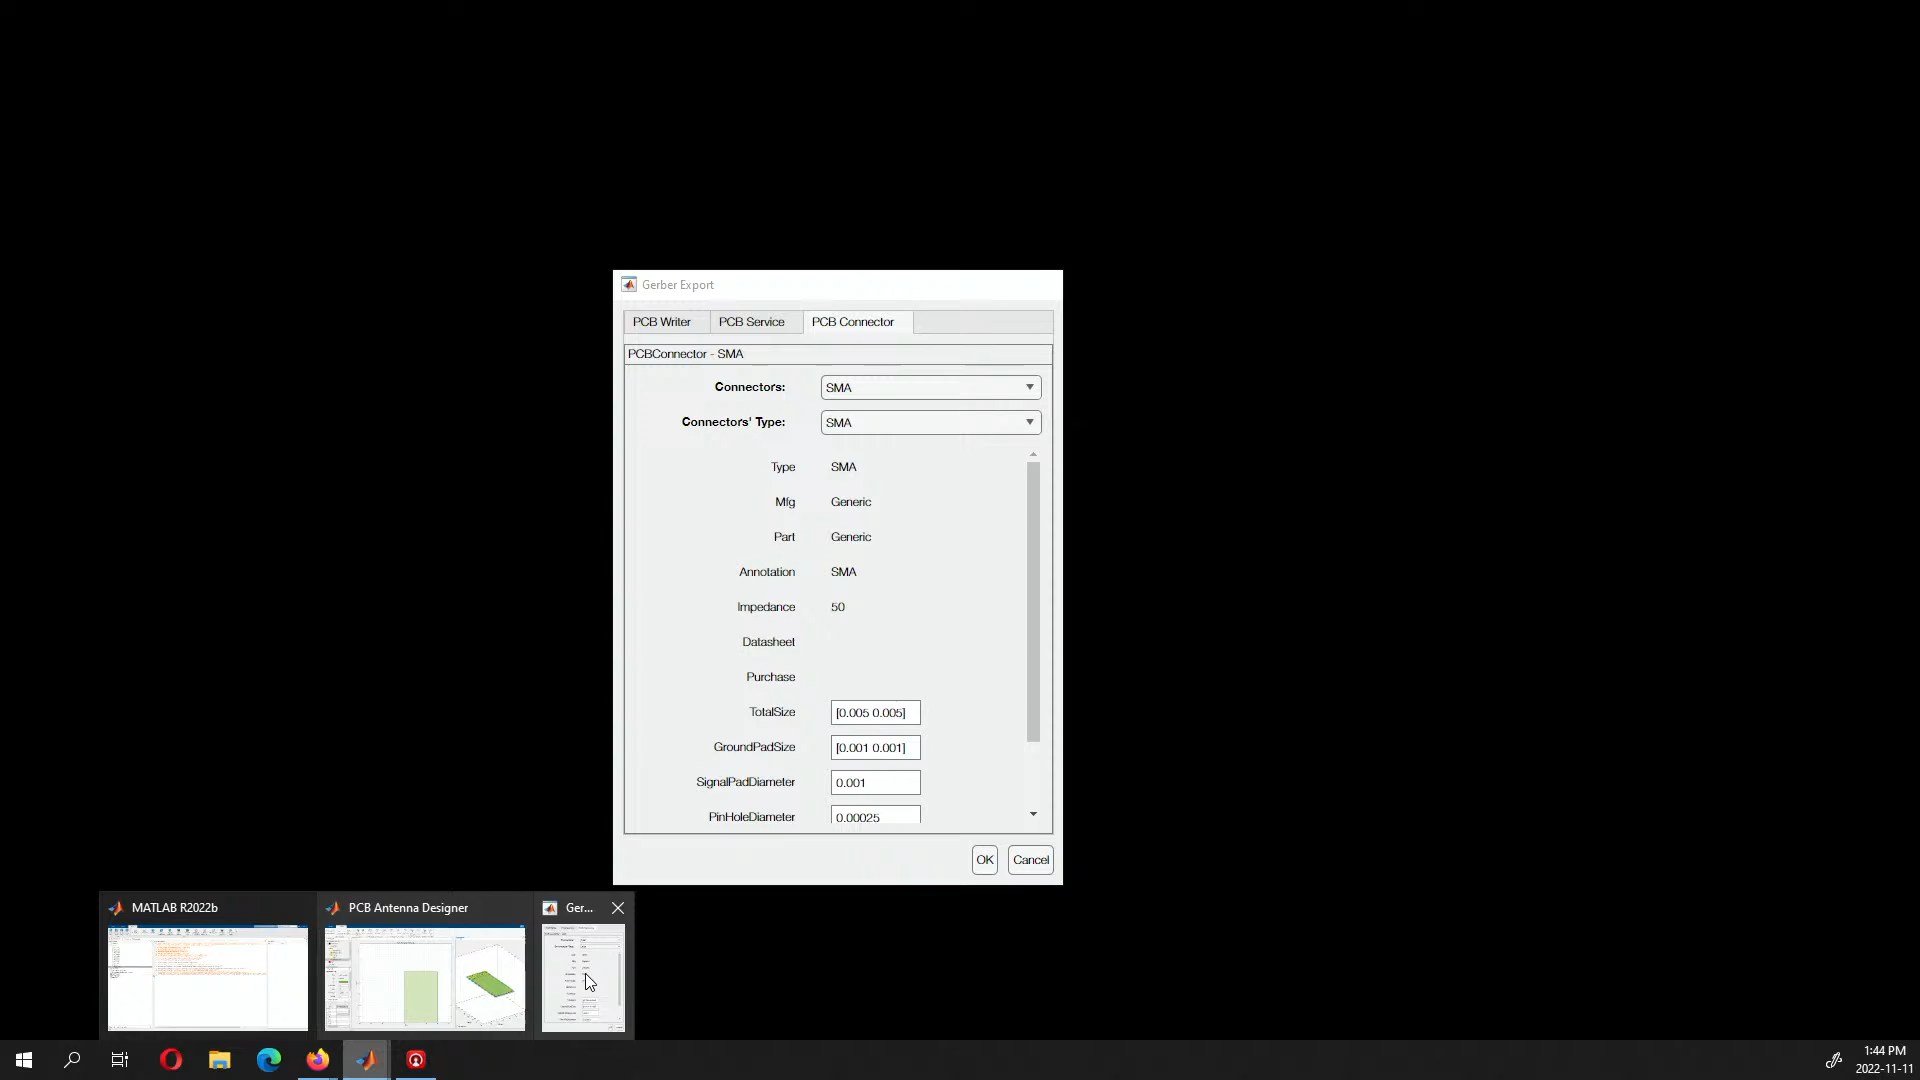 Gerber Export
PCB Writer PCB Service PCB Connector
PCBConnector - SMA
Connectors: SMA
Connectors' Type: SMA
Type SMA
Mfg Generic
Part Generic
Annotation SMA
Impedance 50
Datasheet
Purchase
TotalSize [0.005 0.005]
GroundPadSize [0.001 0.001]
SignalPadDiameter 0.001
PinHoleDiameter 0.00025
OK Cancel
MATLAB R2022b PCB Antenna Designer Ger...
1:44 PM
2022-11-11